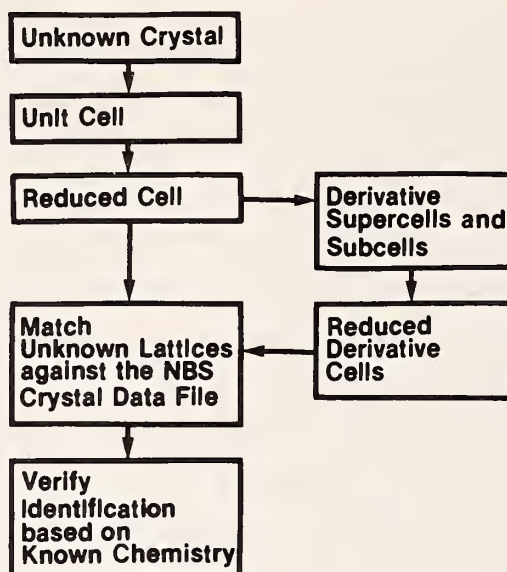 Unknown Crystal
Unit Cell
Reduced Cell
Derivative
Supercells and
Subcells
Match
Unknown Lattices
against the NBS
Crystal Data File
Reduced
Derivative
Cells
Verify
Identification
based on
Known Chemistry